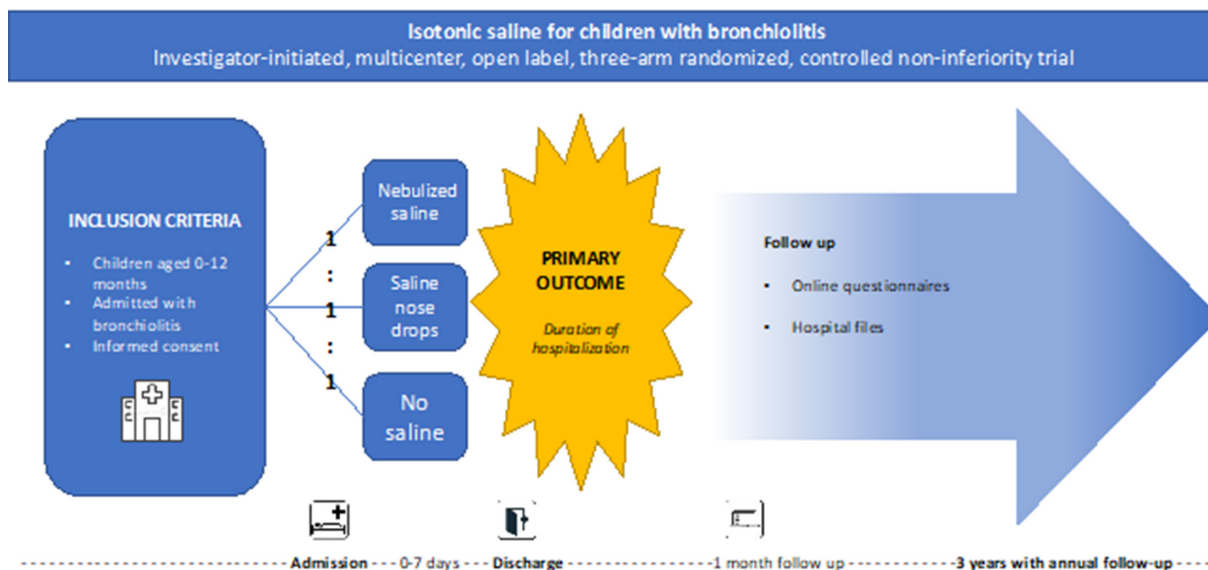 Isotonic saline for children with bronchiolitis
Investigator-initiated, multicenter, open label, three-arm randomized, controlled non-inferiority trial
INCLUSION CRITERIA
• Children aged 0-12
months
• Admitted with
bronchiolitis
• Informed consent
1
:
1
:
1
Nebulized
saline
Saline
nose
drops
No
saline
PRIMARY
OUTCOME
Duration of
hospitalization
Follow up
• Online questionnaires
• Hospital files
Admission - 0-7 days - Discharge 1 month follow up 3 years with annual follow-up